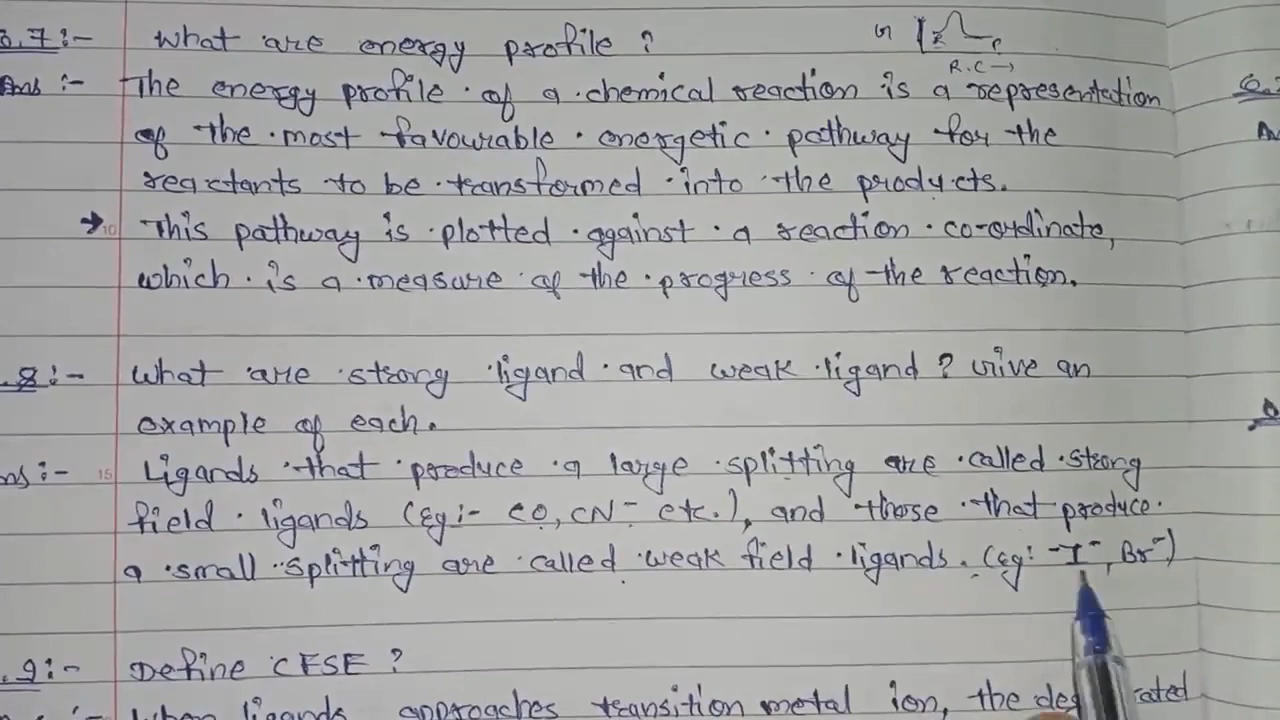 Q.7:- What are energy profile?
R.C→
Ans:- The energy profile of a chemical reaction is a representation
of the most favourable energetic pathway for the
reactants to be transformed into the products.
→ 10 This pathway is plotted against a reaction co-ordinate,
which is a measure of the progress of the reaction.
.8:- What are strong ligand and weak ligand? Give an
example of each.
ns:- 15 Ligands that produce a large splitting are called strong
field ligands (Eg:- CO, CN⁻ etc.), and those that produce
a small splitting are called weak field ligands. (Eg:- I⁻, Br⁻)
.9:- Define CFSE?
When ligands approaches transition metal ion, the